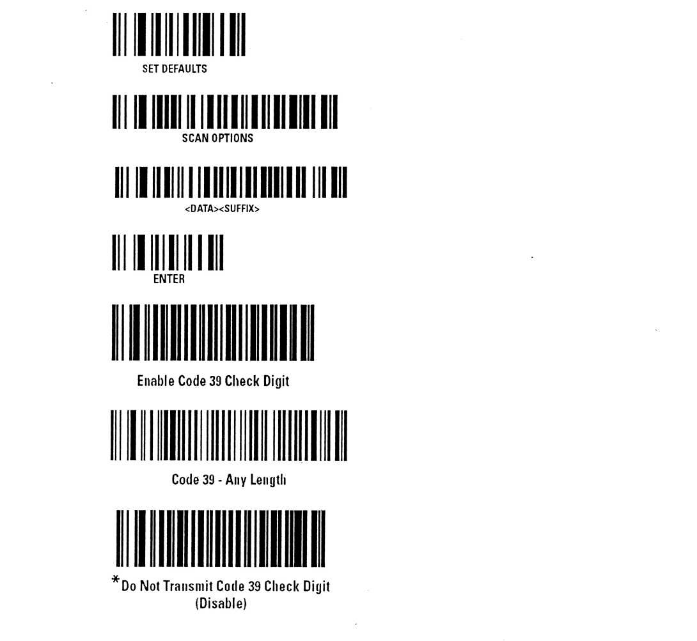 SET DEFAULTS
SCAN OPTIONS
<DATA><SUFFIX>
ENTER
Enable Code 39 Check Digit
Code 39 - Any Length
*Do Not Transmit Code 39 Check Digit
(Disable)